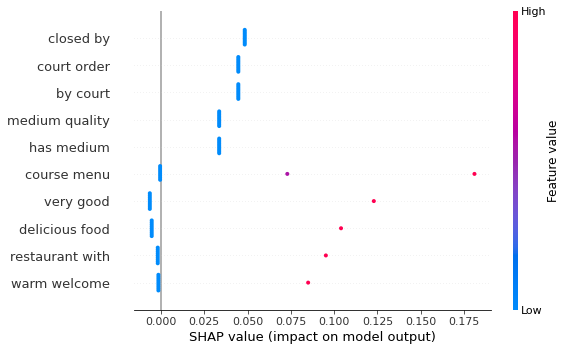 High
closed by
court order
by court
medium quality
has medium
course menu
very good
delicious food
restaurant with
warm welcome
Feature value
Low
0.000 0.025 0.050 0.075 0.100 0.125 0.150 0.175
SHAP value (impact on model output)